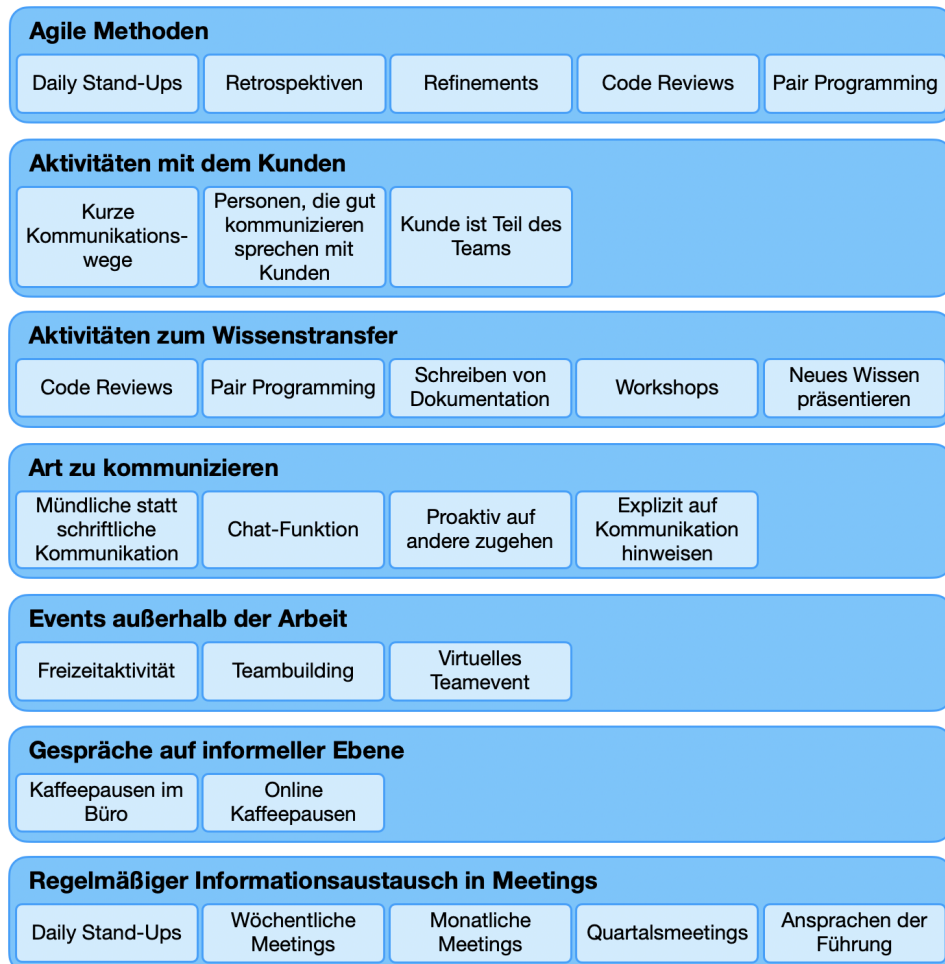 Agile Methoden
Daily Stand-Ups
Retrospektiven
Refinements
Code Reviews
Pair Programming
Aktivitäten mit dem Kunden
Kurze
Kommunikations-
wege
Personen, die gut
kommunizieren
sprechen mit
Kunden
Kunde ist Teil des
Teams
Aktivitäten zum Wissenstransfer
Code Reviews
Pair Programming
Schreiben von
Dokumentation
Workshops
Neues Wissen
präsentieren
Art zu kommunizieren
Mündliche statt
schriftliche
Kommunikation
Chat-Funktion
Proaktiv auf
andere zugehen
Explizit auf
Kommunikation
hinweisen
Events außerhalb der Arbeit
Freizeitaktivität
Teambuilding
Virtuelles
Teamevent
Gespräche auf informeller Ebene
Kaffeepausen im
Büro
Online
Kaffeepausen
Regelmäßiger Informationsaustausch in Meetings
Daily Stand-Ups
Wöchentliche
Meetings
Monatliche
Meetings
Quartalsmeetings
Ansprachen der
Führung